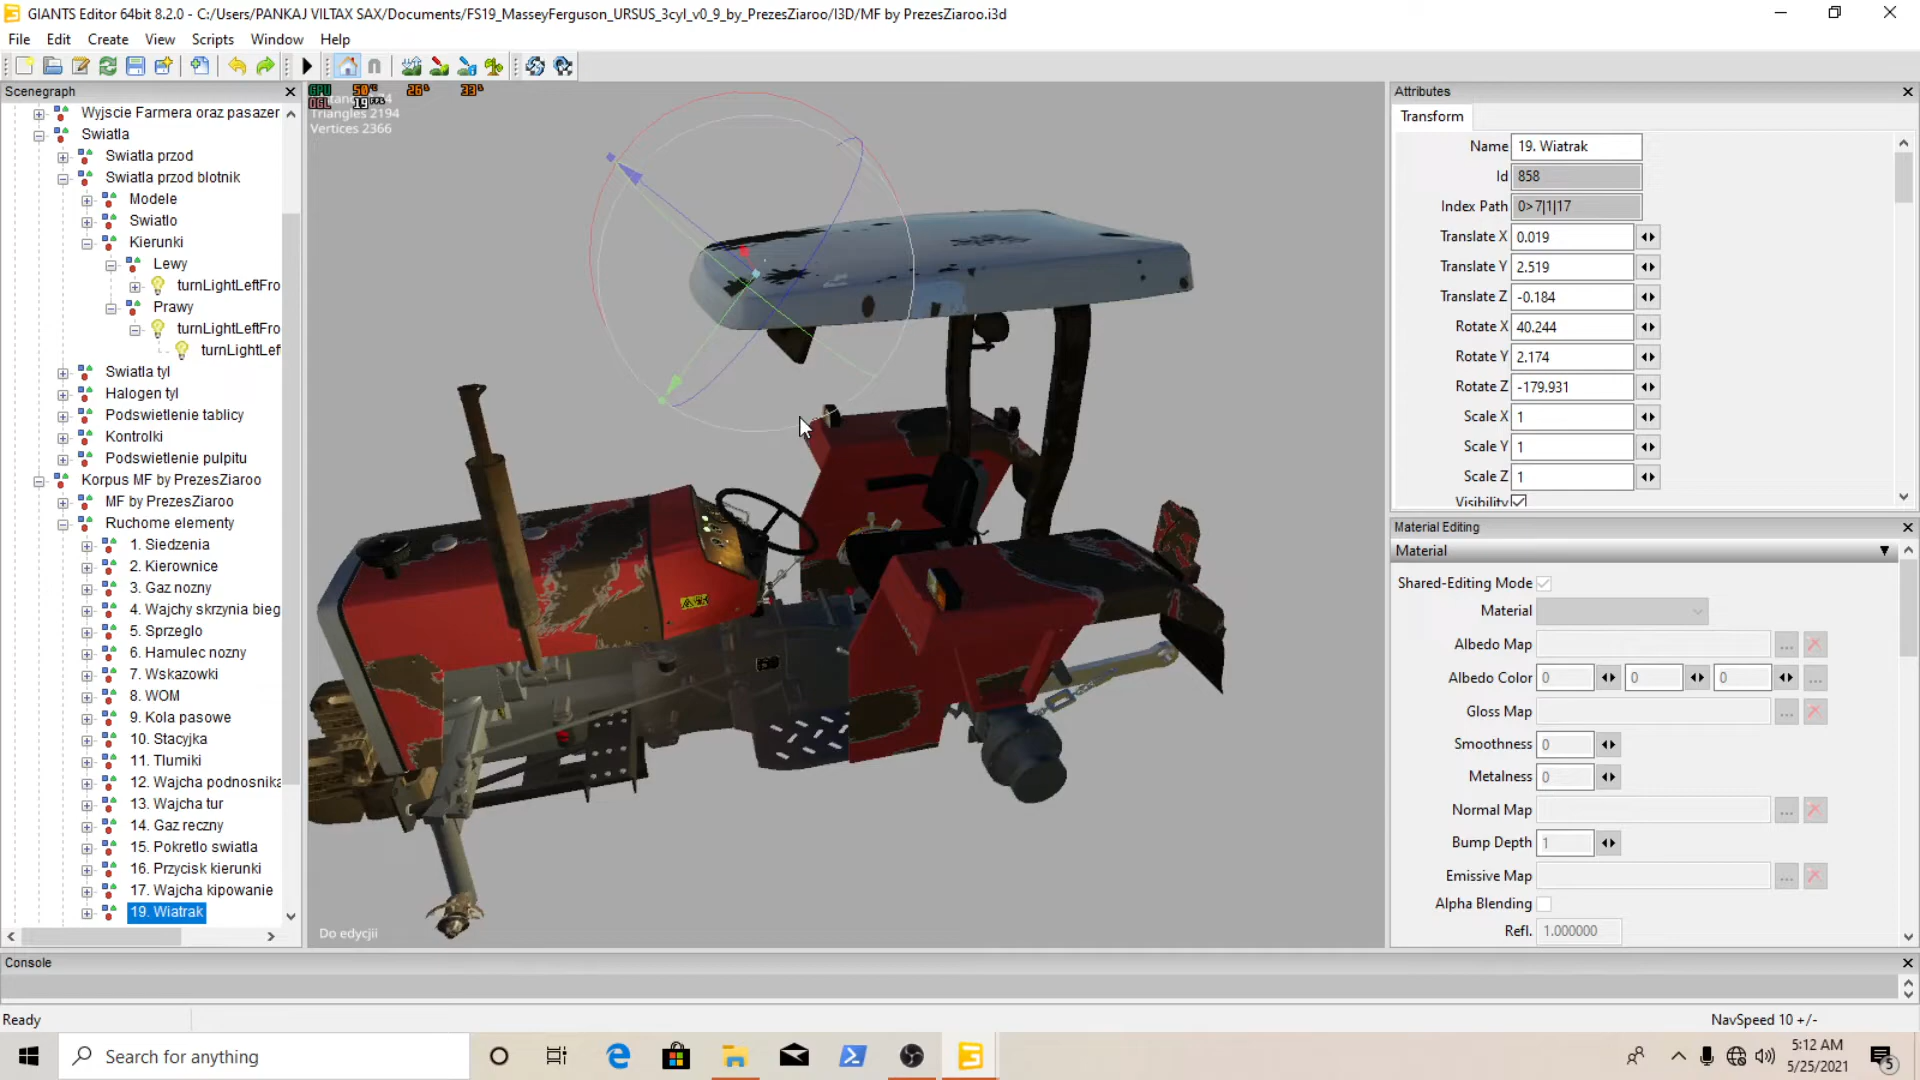 GIANTS Editor 64bit 8.2.0 - C:/Users/PANKAJ VILTAX SAX/Documents/FS19_MasseyFerguson_URSUS_3cyl_v0_9_by_PrezesZiaroo/I3D/MF by PrezesZiaroo.i3d
File Edit Create View Scripts Window Help
Scenegraph
Wyjscie Farmera oraz pasazer
Swiatla
Swiatla przod
Swiatla przod blotnik
Modele
Swiatlo
Kierunki
Lewy
turnLightLeftFro
Prawy
turnLightLeftFro
turnLightLef
Swiatla tyl
Halogen tyl
Podswietlenie tablicy
Kontrolki
Podswietlenie pulpitu
Korpus MF by PrezesZiaroo
MF by PrezesZiaroo
Ruchome elementy
1. Siedzenia
2. Kierownice
3. Gaz nozny
4. Wajchy skrzynia bieg
5. Sprzeglo
6. Hamulec nozny
7. Wskazowki
8. WOM
9. Kola pasowe
10. Stacyjka
11. Tlumiki
12. Wajcha podnosnika
13. Wajcha tur
14. Gaz reczny
15. Pokretlo swiatla
16. Przycisk kierunki
17. Wajcha kipowanie
19. Wiatrak
GPU 50°C 26% 33%
OGL 19 FPS
Triangles 2194
Vertices 2366
Do edycjii
Attributes
Transform
Name 19. Wiatrak
Id 858
Index Path 0>7|1|17
Translate X 0.019
Translate Y 2.519
Translate Z -0.184
Rotate X 40.244
Rotate Y 2.174
Rotate Z -179.931
Scale X 1
Scale Y 1
Scale Z 1
Visibility
Material Editing
Material
Shared-Editing Mode
Material
Albedo Map ...
Albedo Color 0 0 0 ...
Gloss Map ...
Smoothness 0
Metalness 0
Normal Map ...
Bump Depth 1
Emissive Map ...
Alpha Blending
Refl. 1.000000
Console
Ready
NavSpeed 10 +/-
Search for anything
5:12 AM
5/25/2021
5